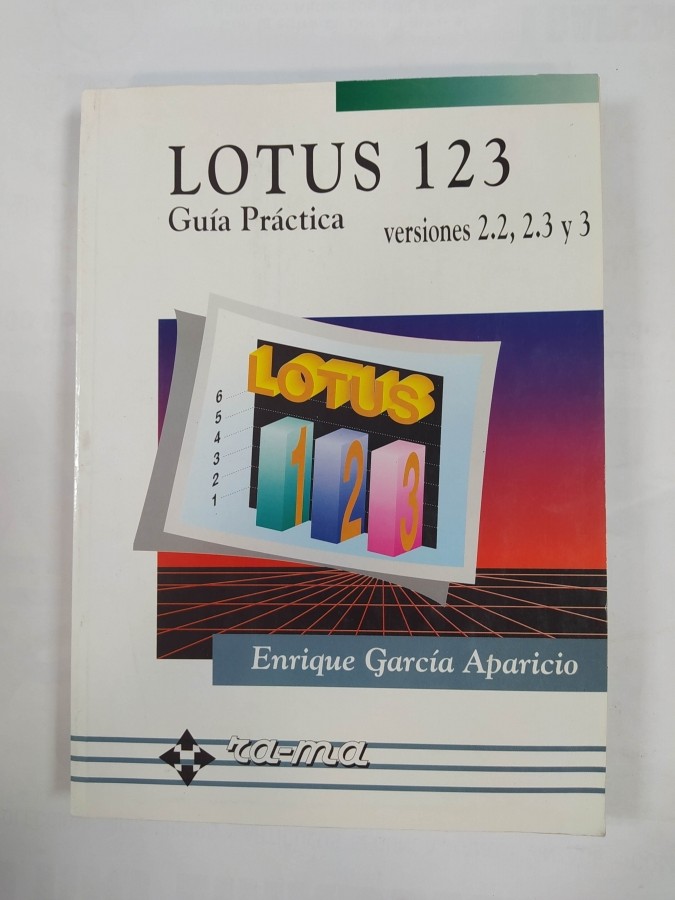 LOTUS 123
Guía Práctica
versiones 2.2, 2.3 y 3
LOTUS
6
5
4
3
2
1
1 2 3
Enrique García Aparicio
ra-ma